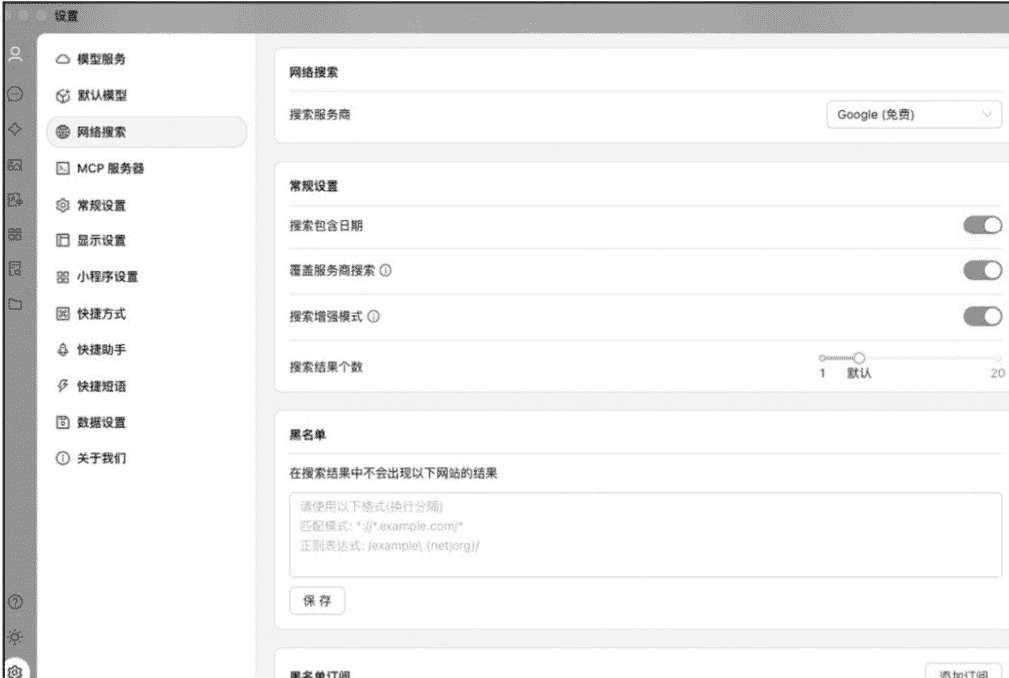 设置
模型服务
默认模型
网络搜索
MCP 服务器
常规设置
显示设置
小程序设置
快捷方式
快捷助手
快捷短语
数据设置
关于我们
网络搜索
搜索服务商
Google (免费)
常规设置
搜索包含日期
覆盖服务商搜索
搜索增强模式
搜索结果个数
1 默认 20
黑名单
在搜索结果中不会出现以下网站的结果
请使用以下格式(换行分隔)
匹配模式: *://*.example.com/*
正则表达式: /example\.(net|org)/
保 存
黑名单订阅
添加订阅